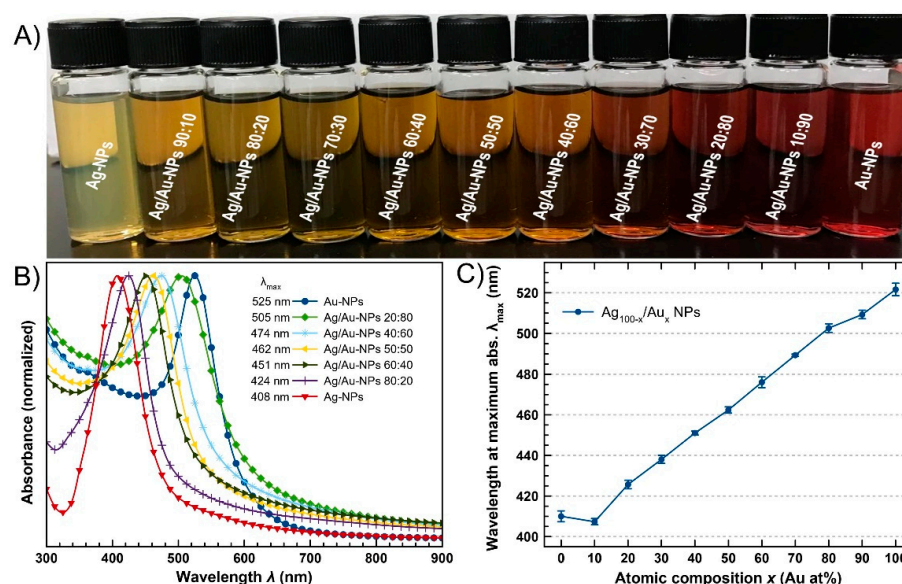 A)
Ag-NPs
Ag/Au-NPs 90:10
Ag/Au-NPs 80:20
Ag/Au-NPs 70:30
Ag/Au-NPs 60:40
Ag/Au-NPs 50:50
Ag/Au-NPs 40:60
Ag/Au-NPs 30:70
Ag/Au-NPs 20:80
Ag/Au-NPs 10:90
Au-NPs
B)
λmax
525 nm Au-NPs
505 nm Ag/Au-NPs 20:80
474 nm Ag/Au-NPs 40:60
462 nm Ag/Au-NPs 50:50
451 nm Ag/Au-NPs 60:40
424 nm Ag/Au-NPs 80:20
408 nm Ag-NPs
Absorbance (normalized)
300 400 500 600 700 800 900
Wavelength λ (nm)
C)
Wavelength at maximum abs. λmax (nm)
Ag100-x/Aux NPs
520
500
480
460
440
420
400
0 10 20 30 40 50 60 70 80 90 100
Atomic composition x (Au at%)